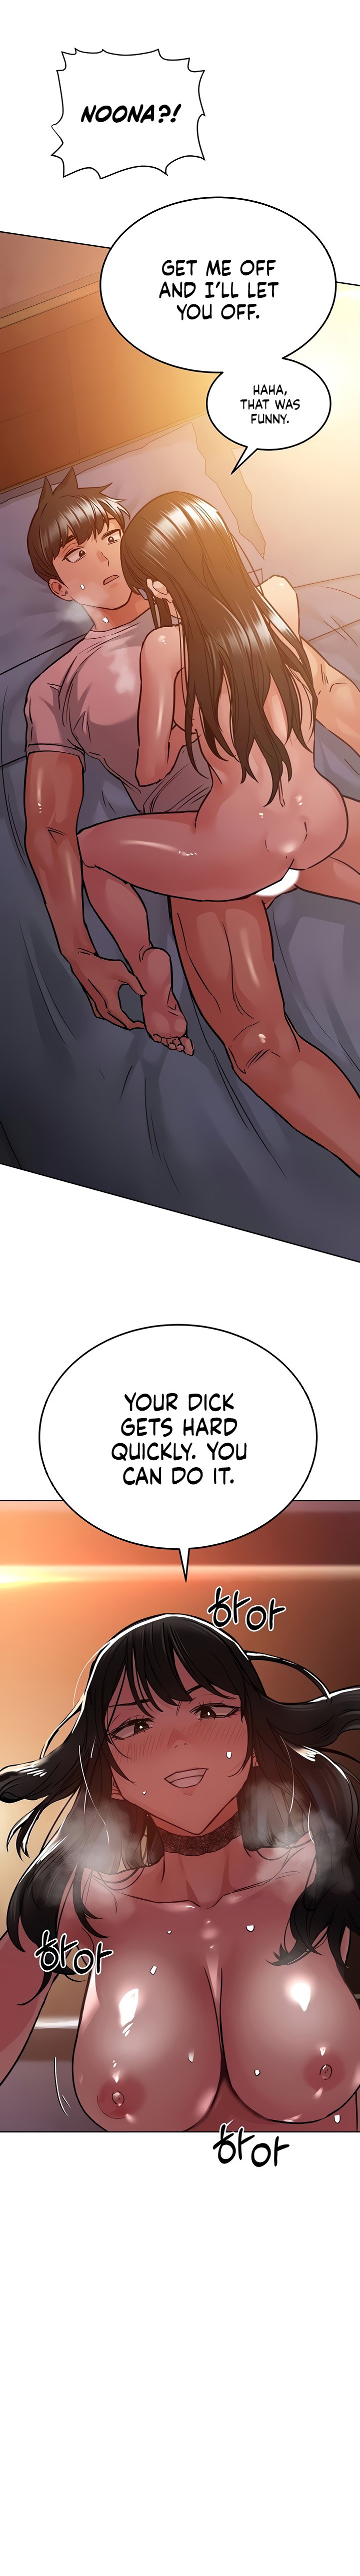 NOONA?!
GET ME OFF
AND I'LL LET
YOU OFF.
HAHA,
THAT WAS
FUNNY.
YOUR DICK
GETS HARD
QUICKLY. YOU
CAN DO IT.
하아
하아
하아